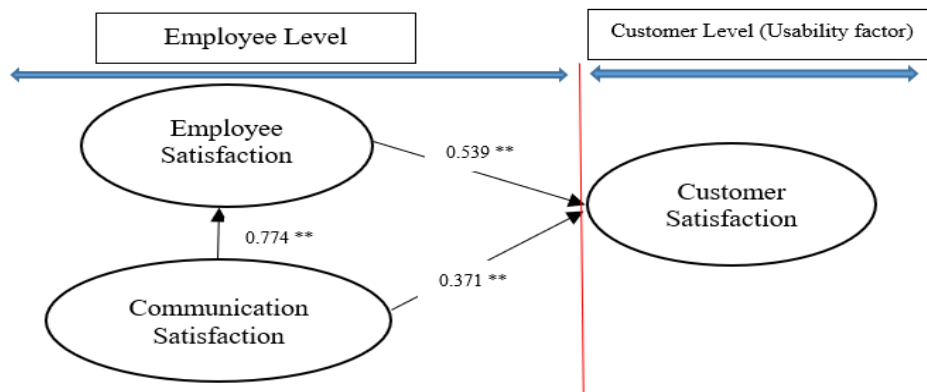 Employee Level
Customer Level (Usability factor)
Employee
Satisfaction
0.539 **
Customer
Satisfaction
0.774 **
0.371 **
Communication
Satisfaction